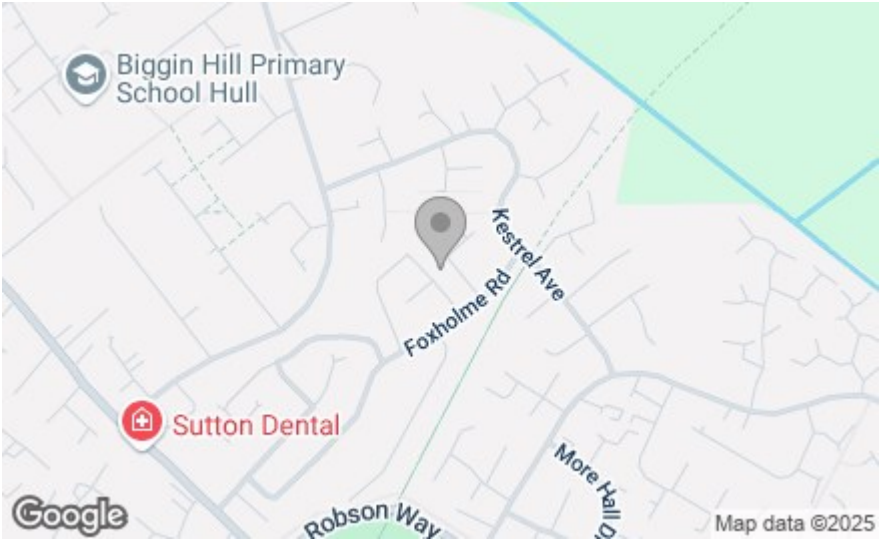 Biggin Hill Primary
School Hull
Kestrel Ave
Foxholme Rd
Sutton Dental
More Hall D
Robson Way
Google
Map data ©2025